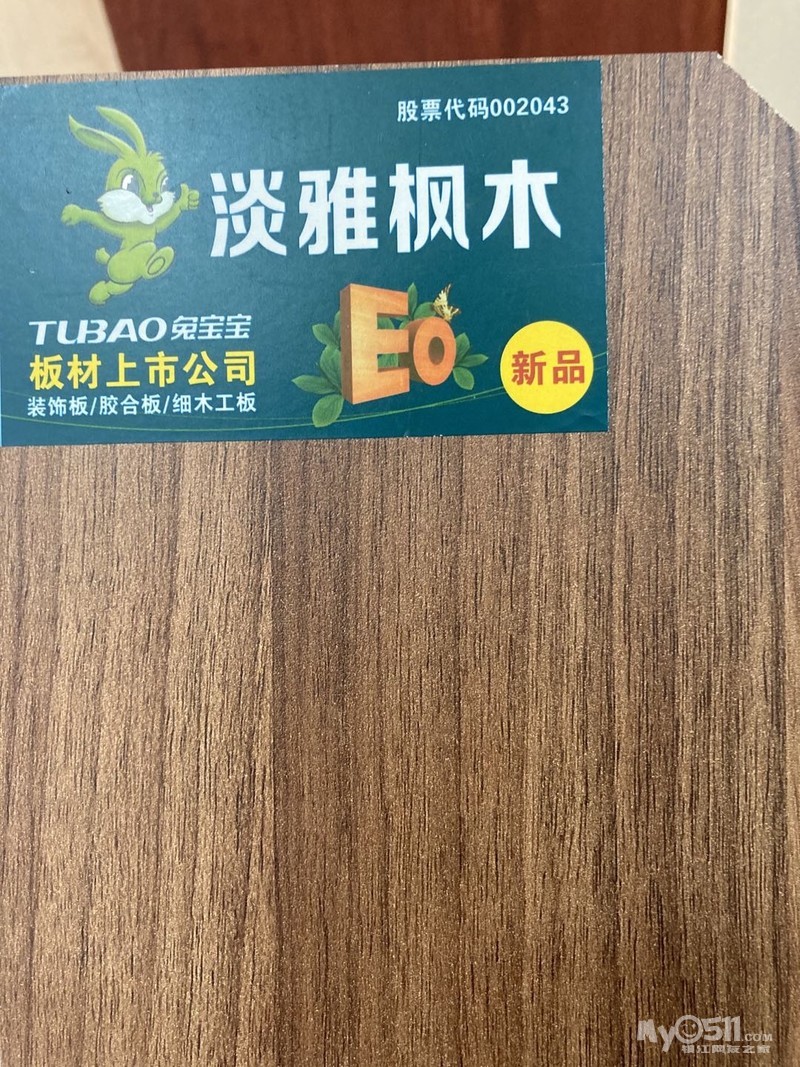 股票代码002043
淡雅枫木
TUBAO兔宝宝
板材上市公司
装饰板/胶合板/细木工板
E0
新品
My0511.COM
镇江网友之家